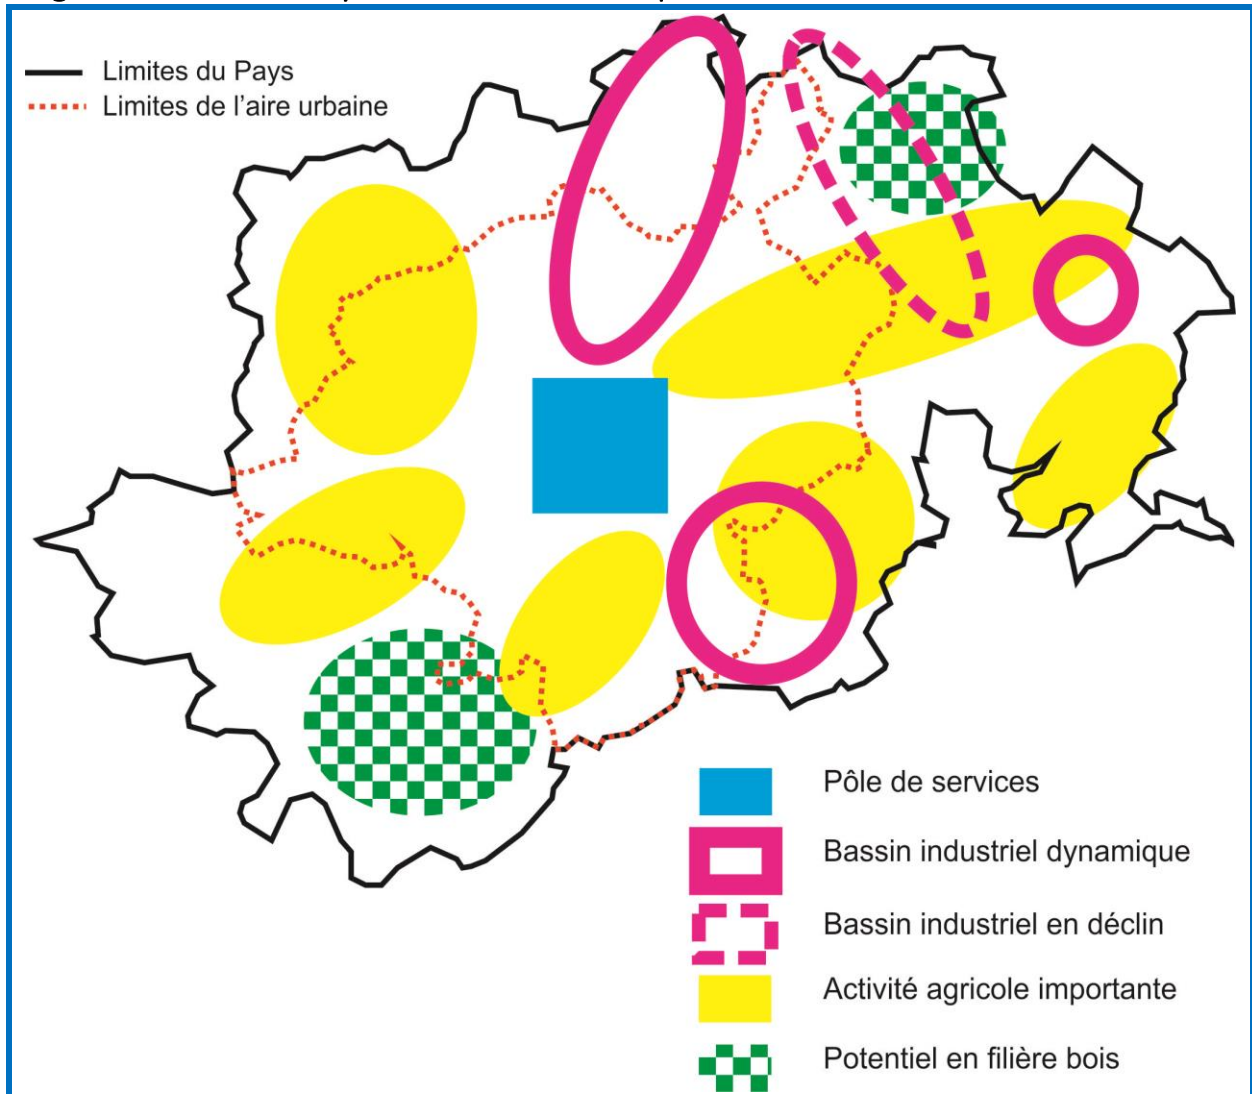 Limites du Pays
Limites de l'aire urbaine
Pôle de services
Bassin industriel dynamique
Bassin industriel en déclin
Activité agricole importante
Potentiel en filière bois